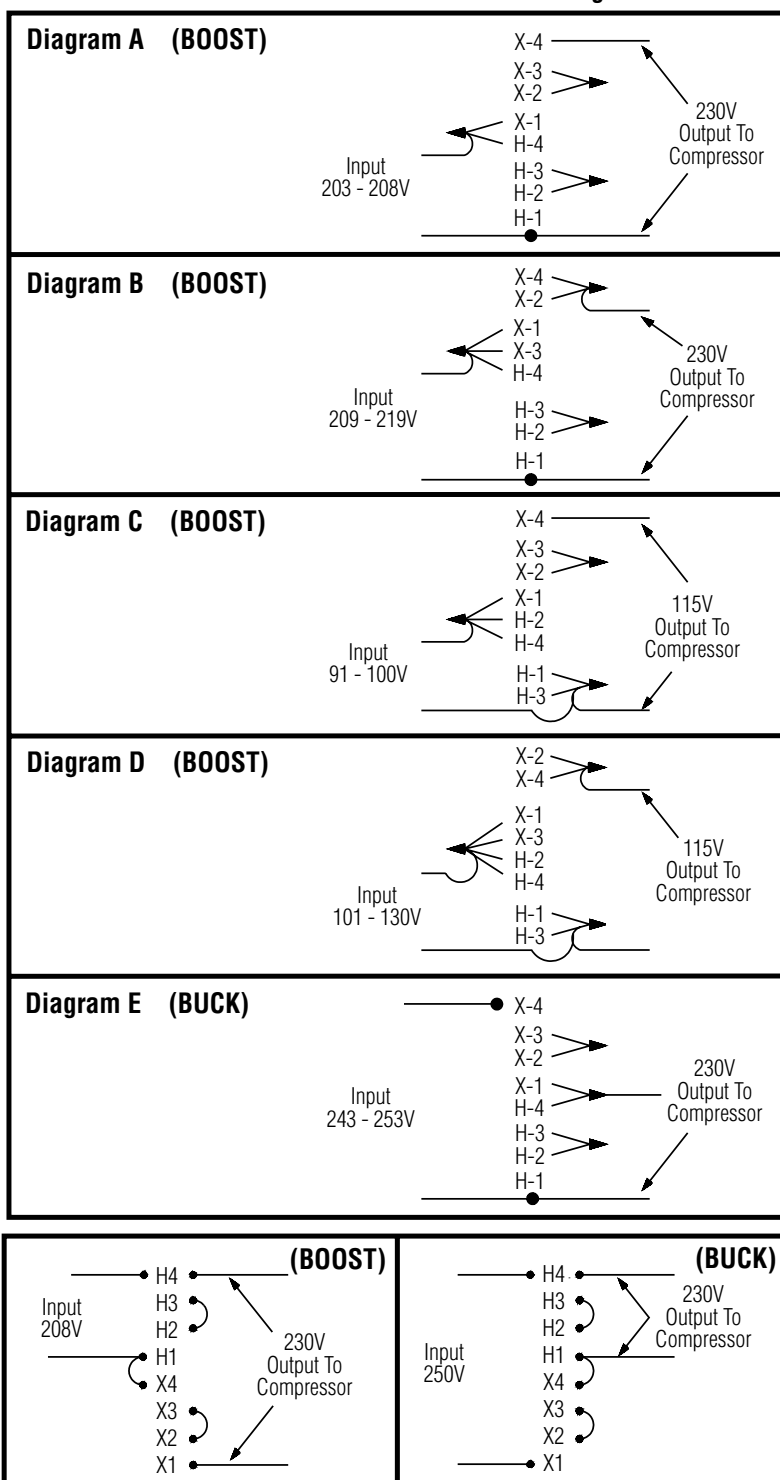 Diagram A (BOOST)
X-4
X-3
X-2
X-1
H-4
H-3
H-2
H-1
Input
203 - 208V
230V
Output To
Compressor
Diagram B (BOOST)
X-4
X-2
X-1
X-3
H-4
H-3
H-2
H-1
Input
209 - 219V
230V
Output To
Compressor
Diagram C (BOOST)
X-4
X-3
X-2
X-1
H-2
H-4
H-1
H-3
Input
91 - 100V
115V
Output To
Compressor
Diagram D (BOOST)
X-2
X-4
X-1
X-3
H-2
H-4
H-1
H-3
Input
101 - 130V
115V
Output To
Compressor
Diagram E (BUCK)
X-4
X-3
X-2
X-1
H-4
H-3
H-2
H-1
Input
243 - 253V
230V
Output To
Compressor
(BOOST)
H4
H3
H2
H1
X4
X3
X2
X1
Input
208V
230V
Output To
Compressor
(BUCK)
H4
H3
H2
H1
X4
X3
X2
X1
Input
250V
230V
Output To
Compressor